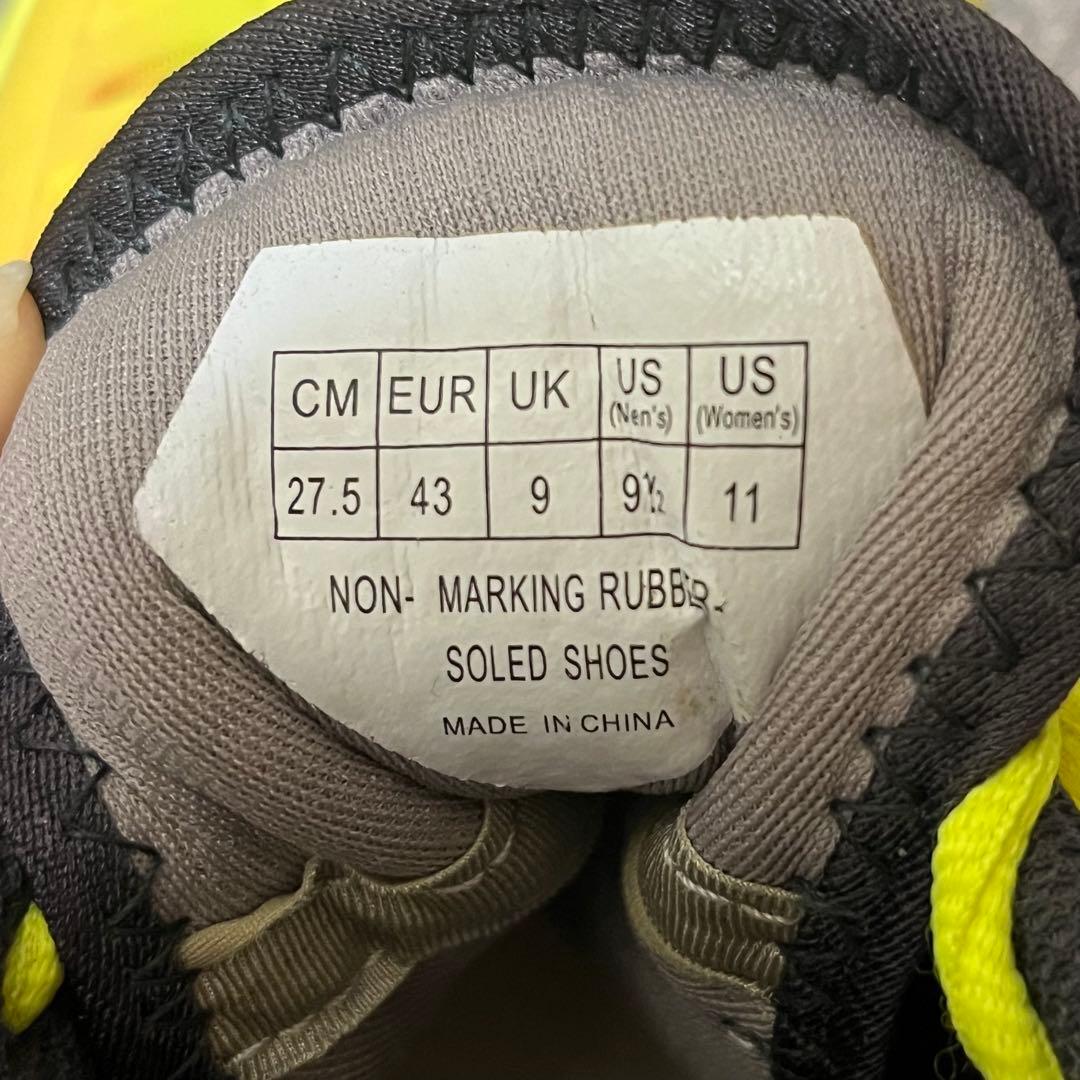 CM EUR UK US (Nen's) US (Women's)
27.5 43 9 9½ 11
NON- MARKING RUBBER-
SOLED SHOES
MADE IN CHINA